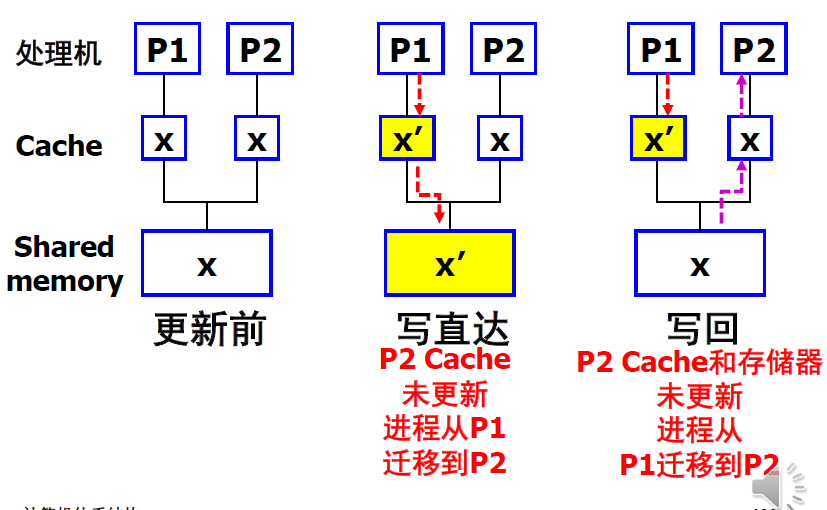 处理机 P1 P2 P1 P2 P1 P2
Cache x x x′ x x′ x
Shared
memory x x′ x
更新前 写直达 写回
P2 Cache
未更新
进程从P1
迁移到P2
P2 Cache和存储器
未更新
进程从
P1迁移到P2